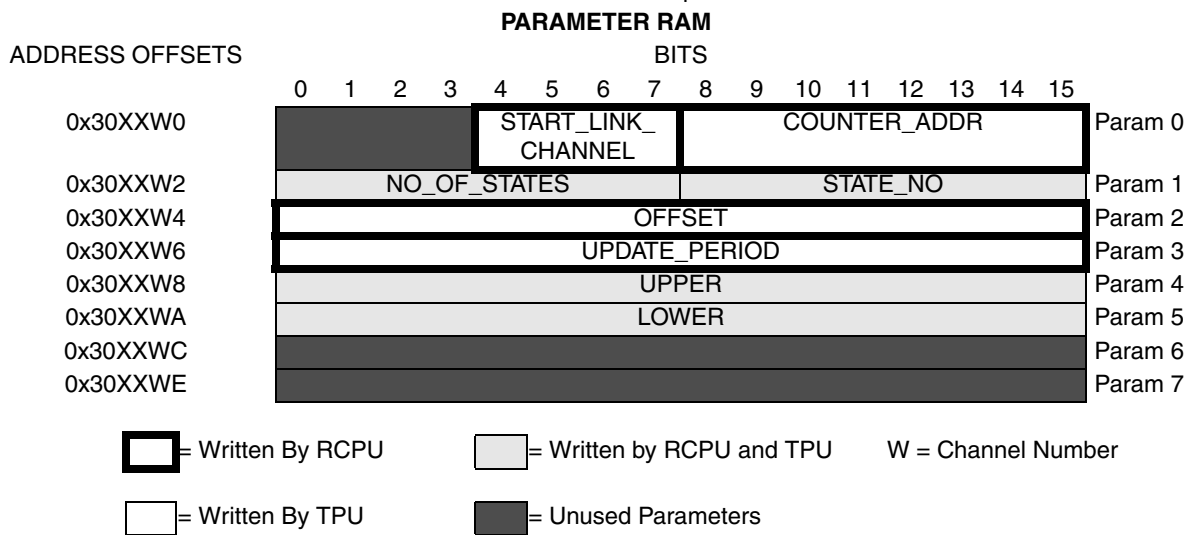 PARAMETER RAM
ADDRESS OFFSETS BITS
0 1 2 3 4 5 6 7 8 9 10 11 12 13 14 15
0x30XXW0 START_LINK_ COUNTER_ADDR Param 0
CHANNEL
0x30XXW2 NO_OF_STATES STATE_NO Param 1
0x30XXW4 OFFSET Param 2
0x30XXW6 UPDATE_PERIOD Param 3
0x30XXW8 UPPER Param 4
0x30XXWA LOWER Param 5
0x30XXWC Param 6
0x30XXWE Param 7
= Written By RCPU = Written by RCPU and TPU W = Channel Number
= Written By TPU = Unused Parameters